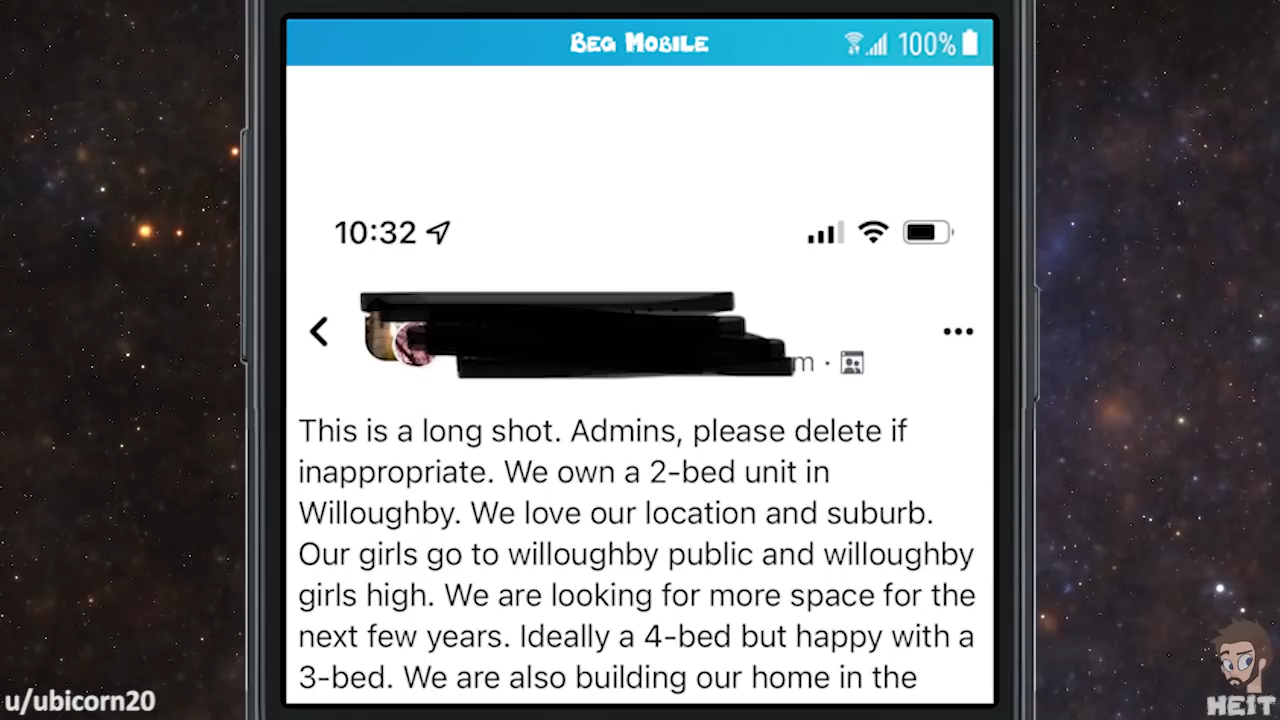 Beg Mobile
100%
10:32
m ·
This is a long shot. Admins, please delete if
inappropriate. We own a 2-bed unit in
Willoughby. We love our location and suburb.
Our girls go to willoughby public and willoughby
girls high. We are looking for more space for the
next few years. Ideally a 4-bed but happy with a
3-bed. We are also building our home in the
u/ubicorn20
HEIT